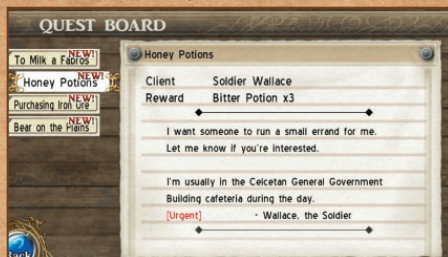 QUEST BOARD
NEW!
To Milk a Fabros
NEW!
Honey Potions
NEW!
Purchasing Iron Ore
NEW!
Bear on the Plains
Honey Potions
Client Soldier Wallace
Reward Bitter Potion x3
I want someone to run a small errand for me.
Let me know if you're interested.
I'm usually in the Celcetan General Government
Building cafeteria during the day.
[Urgent] - Wallace, the Soldier
Back